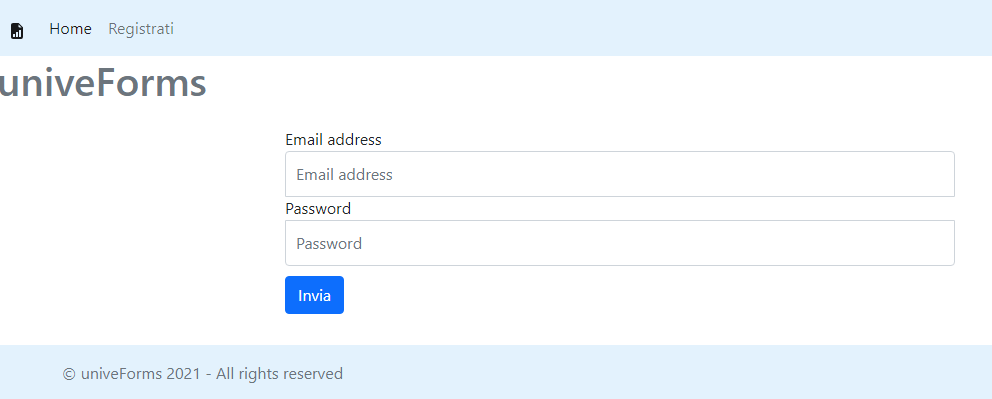 Home Registrati
univeForms
Email address
Email address
Password
Password
Invia
© univeForms 2021 - All rights reserved